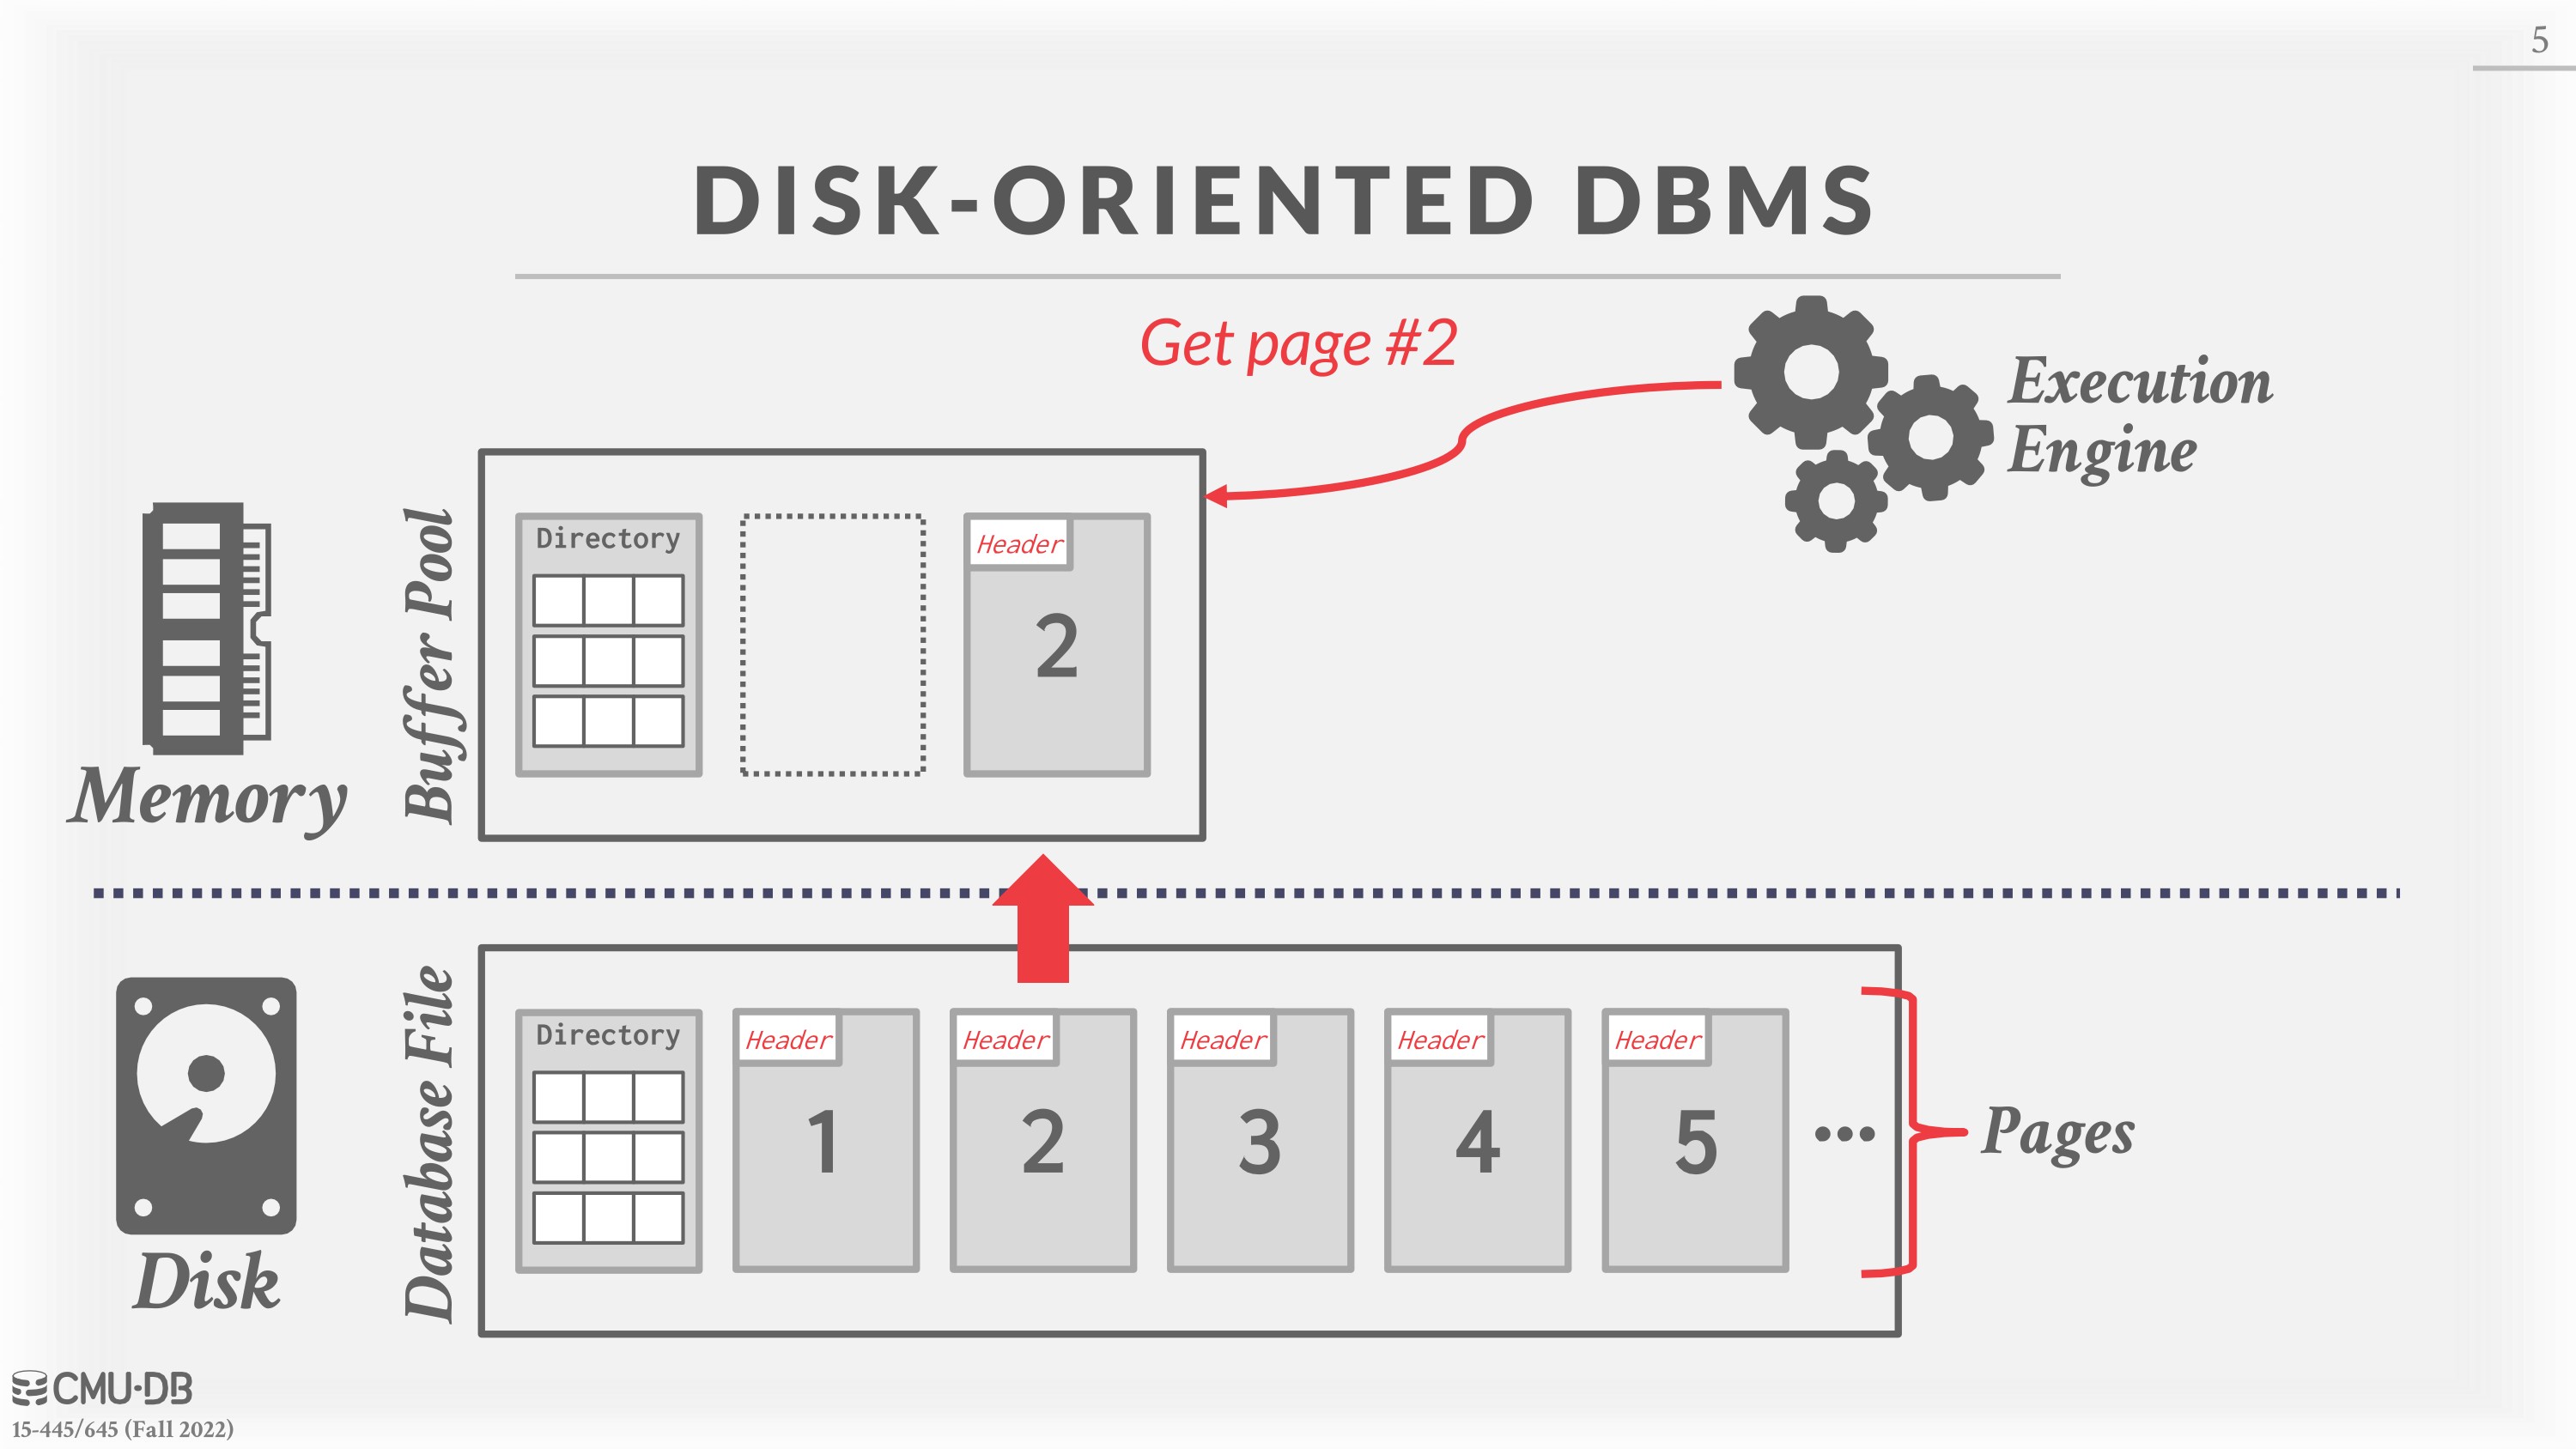 5
DISK-ORIENTED DBMS
Get page #2
Execution
Engine
Memory
Buffer Pool
Directory
Header
2
Disk
Database File
Directory
Header
1
Header
2
Header
3
Header
4
Header
5
...
Pages
CMU·DB
15-445/645 (Fall 2022)